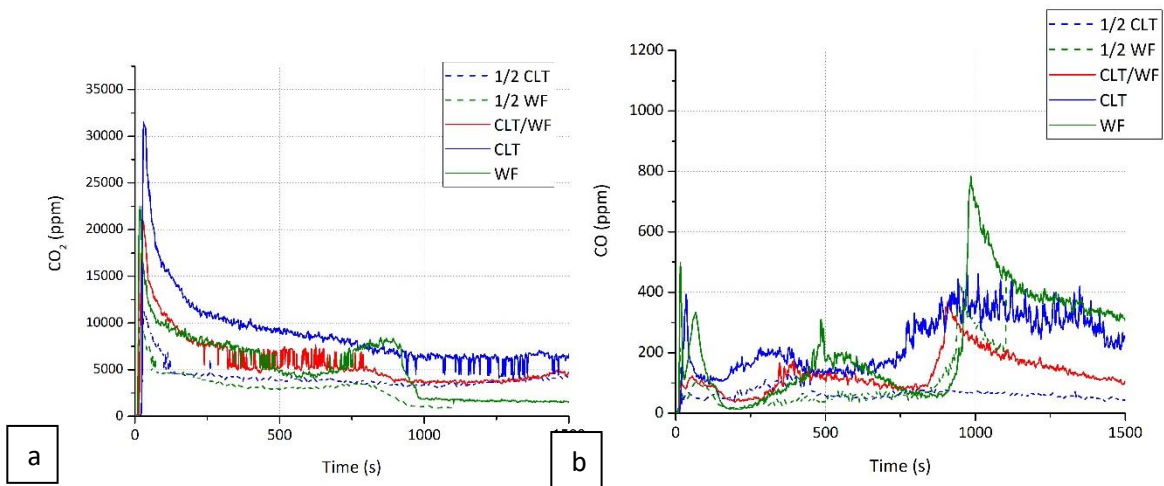 35000
30000
25000
20000
15000
10000
5000
0
CO₂ (ppm)
0
500
1000
1500
Time (s)
1/2 CLT
1/2 WF
CLT/WF
CLT
WF
a
1200
1000
800
600
400
200
0
CO (ppm)
0
500
1000
1500
Time (s)
1/2 CLT
1/2 WF
CLT/WF
CLT
WF
b